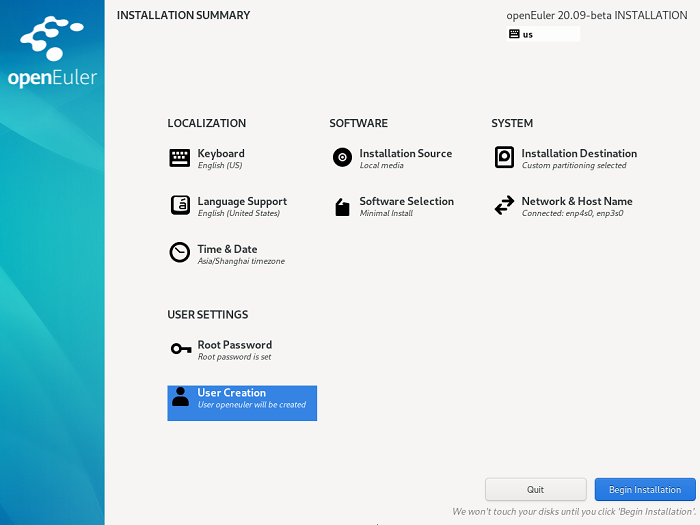 INSTALLATION SUMMARY
openEuler 20.09-beta INSTALLATION
us
openEuler
LOCALIZATION
Keyboard
English (US)
Language Support
English (United States)
Time & Date
Asia/Shanghai timezone
SOFTWARE
Installation Source
Local media
Software Selection
Minimal Install
SYSTEM
Installation Destination
Custom partitioning selected
Network & Host Name
Connected: enp4s0, enp3s0
USER SETTINGS
Root Password
Root password is set
User Creation
User openeuler will be created
Quit
Begin Installation
We won't touch your disks until you click 'Begin Installation'.